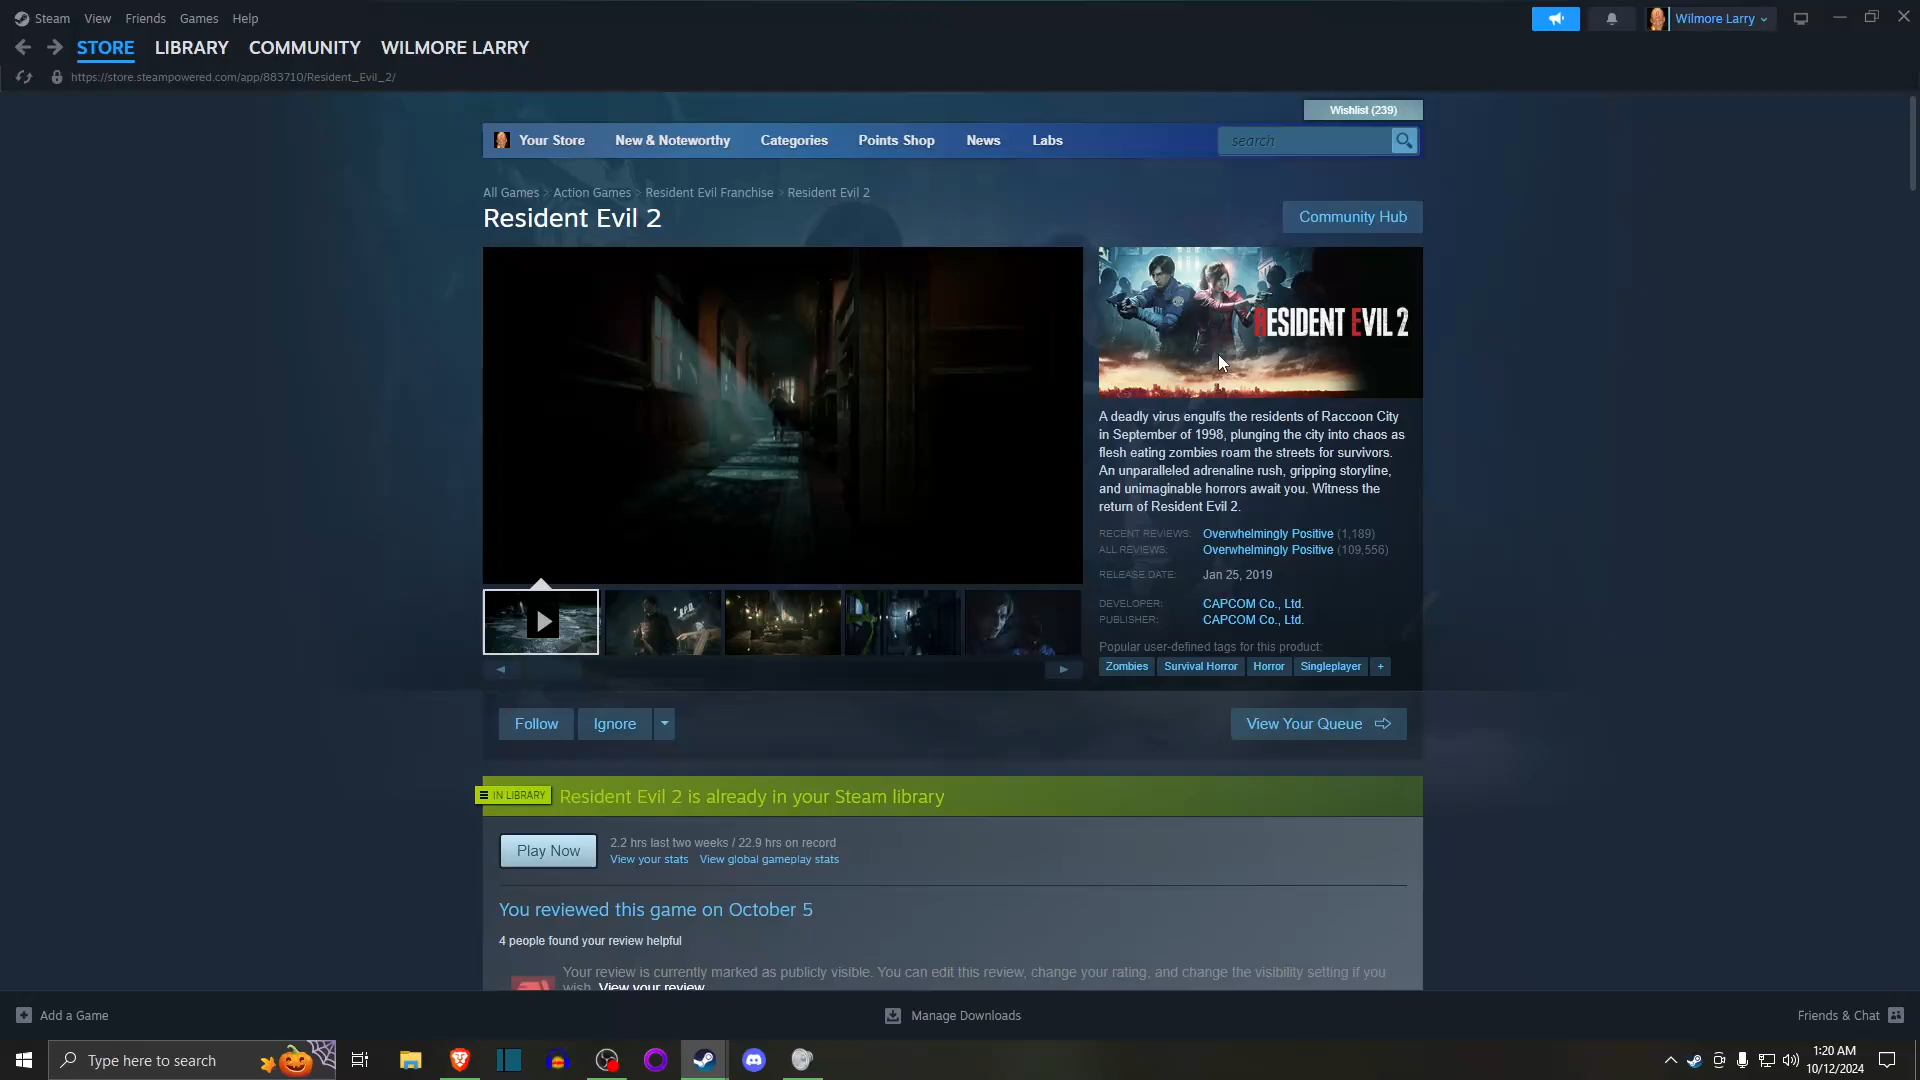 Steam View Friends Games Help
Wilmore Larry
STORE LIBRARY COMMUNITY WILMORE LARRY
https://store.steampowered.com/app/883710/Resident_Evil_2/
Wishlist (239)
Your Store New & Noteworthy Categories Points Shop News Labs search
All Games > Action Games > Resident Evil Franchise > Resident Evil 2
Resident Evil 2
Community Hub
RESIDENT EVIL 2
A deadly virus engulfs the residents of Raccoon City
in September of 1998, plunging the city into chaos as
flesh eating zombies roam the streets for survivors.
An unparalleled adrenaline rush, gripping storyline,
and unimaginable horrors await you. Witness the
return of Resident Evil 2.
RECENT REVIEWS: Overwhelmingly Positive (1,189)
ALL REVIEWS: Overwhelmingly Positive (109,556)
RELEASE DATE: Jan 25, 2019
DEVELOPER: CAPCOM Co., Ltd.
PUBLISHER: CAPCOM Co., Ltd.
Popular user-defined tags for this product:
Zombies Survival Horror Horror Singleplayer +
Follow Ignore
View Your Queue
IN LIBRARY Resident Evil 2 is already in your Steam library
Play Now
2.2 hrs last two weeks / 22.9 hrs on record
View your stats View global gameplay stats
You reviewed this game on October 5
4 people found your review helpful
Your review is currently marked as publicly visible. You can edit this review, change your rating, and change the visibility setting if you
wish. View your review
Add a Game
Manage Downloads
Friends & Chat
Type here to search
1:20 AM
10/12/2024